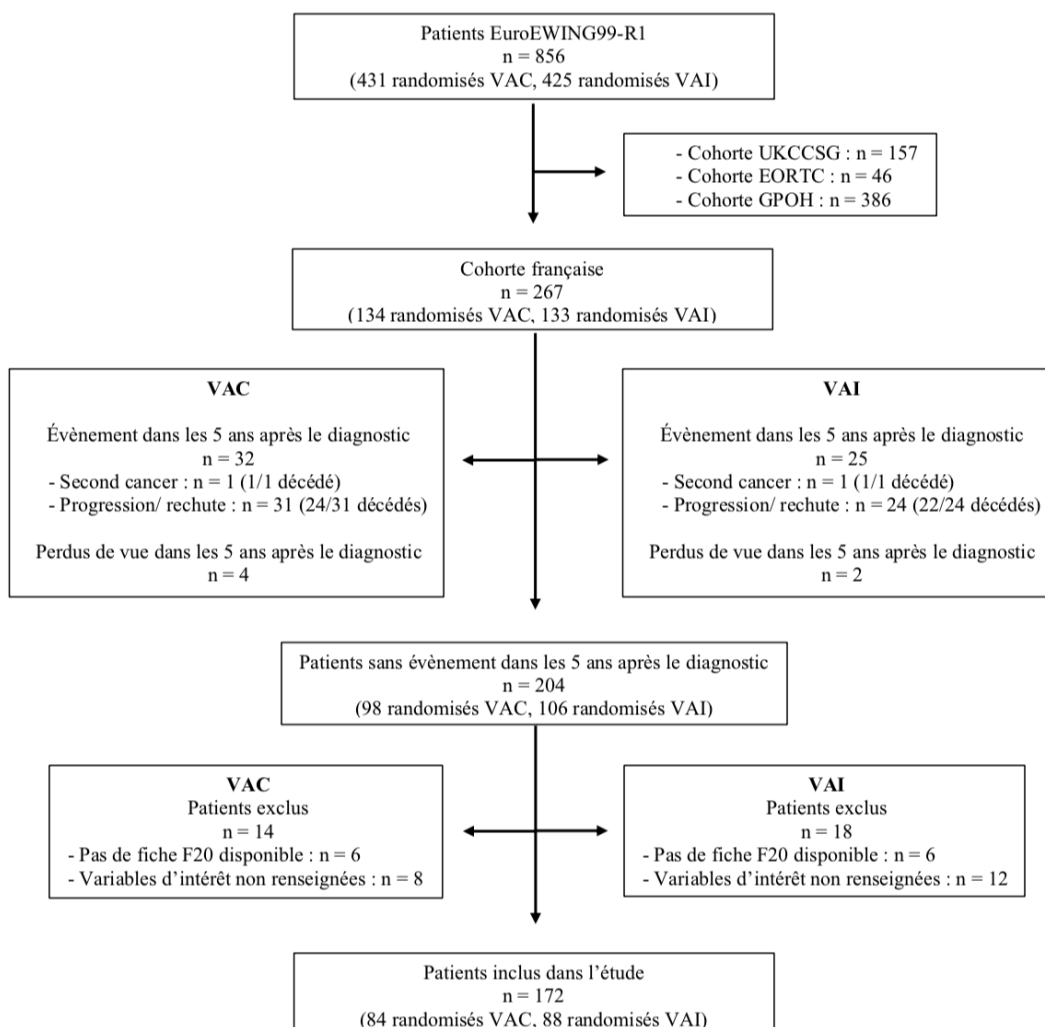 Patients EuroEWING99-R1
n = 856
(431 randomisés VAC, 425 randomisés VAI)
- Cohorte UKCCSG : n = 157
- Cohorte EORTC : n = 46
- Cohorte GPOH : n = 386
Cohorte française
n = 267
(134 randomisés VAC, 133 randomisés VAI)
VAC
Évènement dans les 5 ans après le diagnostic
n = 32
- Second cancer : n = 1 (1/1 décédé)
- Progression/ rechute : n = 31 (24/31 décédés)
Perdus de vue dans les 5 ans après le diagnostic
n = 4
VAI
Évènement dans les 5 ans après le diagnostic
n = 25
- Second cancer : n = 1 (1/1 décédé)
- Progression/ rechute : n = 24 (22/24 décédés)
Perdus de vue dans les 5 ans après le diagnostic
n = 2
Patients sans évènement dans les 5 ans après le diagnostic
n = 204
(98 randomisés VAC, 106 randomisés VAI)
VAC
Patients exclus
n = 14
- Pas de fiche F20 disponible : n = 6
- Variables d'intérêt non renseignées : n = 8
VAI
Patients exclus
n = 18
- Pas de fiche F20 disponible : n = 6
- Variables d'intérêt non renseignées : n = 12
Patients inclus dans l'étude
n = 172
(84 randomisés VAC, 88 randomisés VAI)